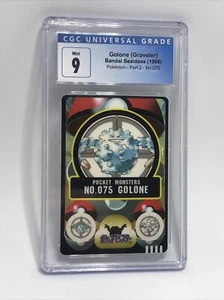 CGC UNIVERSAL GRADE
Mint
9
Golone (Graveler)
Bandai Sealdass (1996)
Pokémon - Part 2 - No.075
POCKET MONSTERS
NO.075 GOLONE